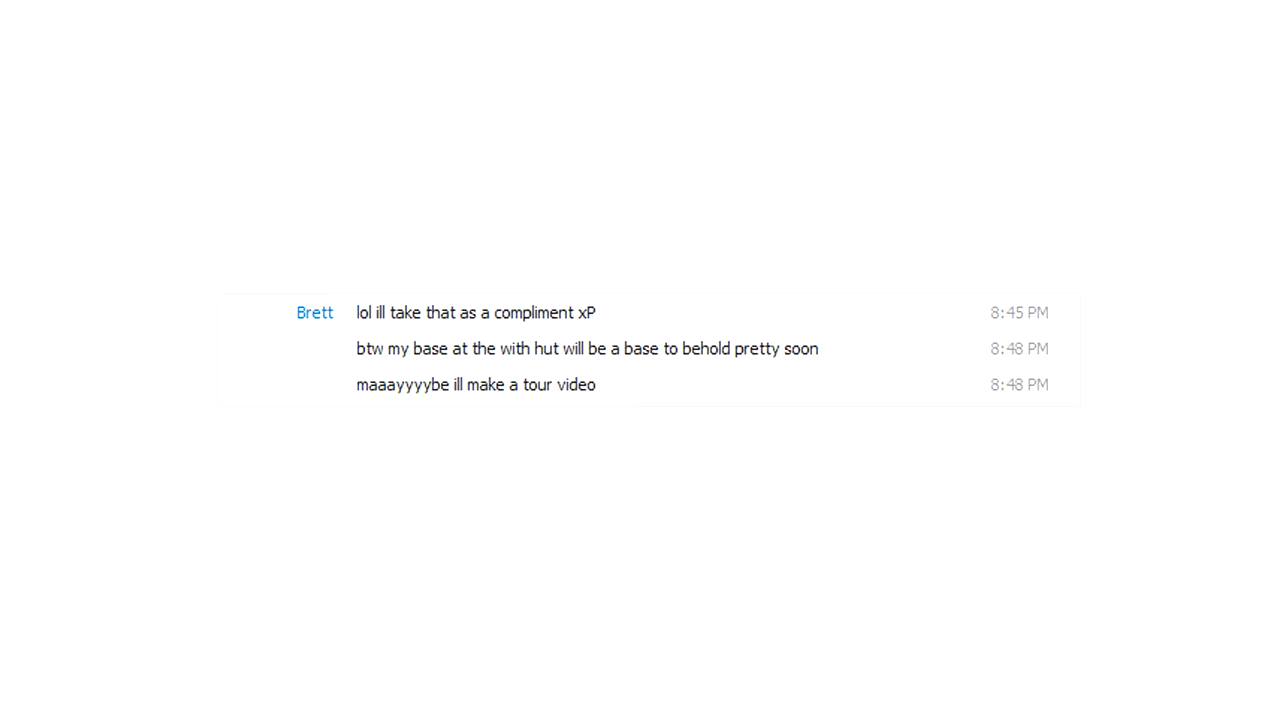 Brett lol ill take that as a compliment xP 8:45 PM
btw my base at the with hut will be a base to behold pretty soon 8:48 PM
maaayyyybe ill make a tour video 8:48 PM